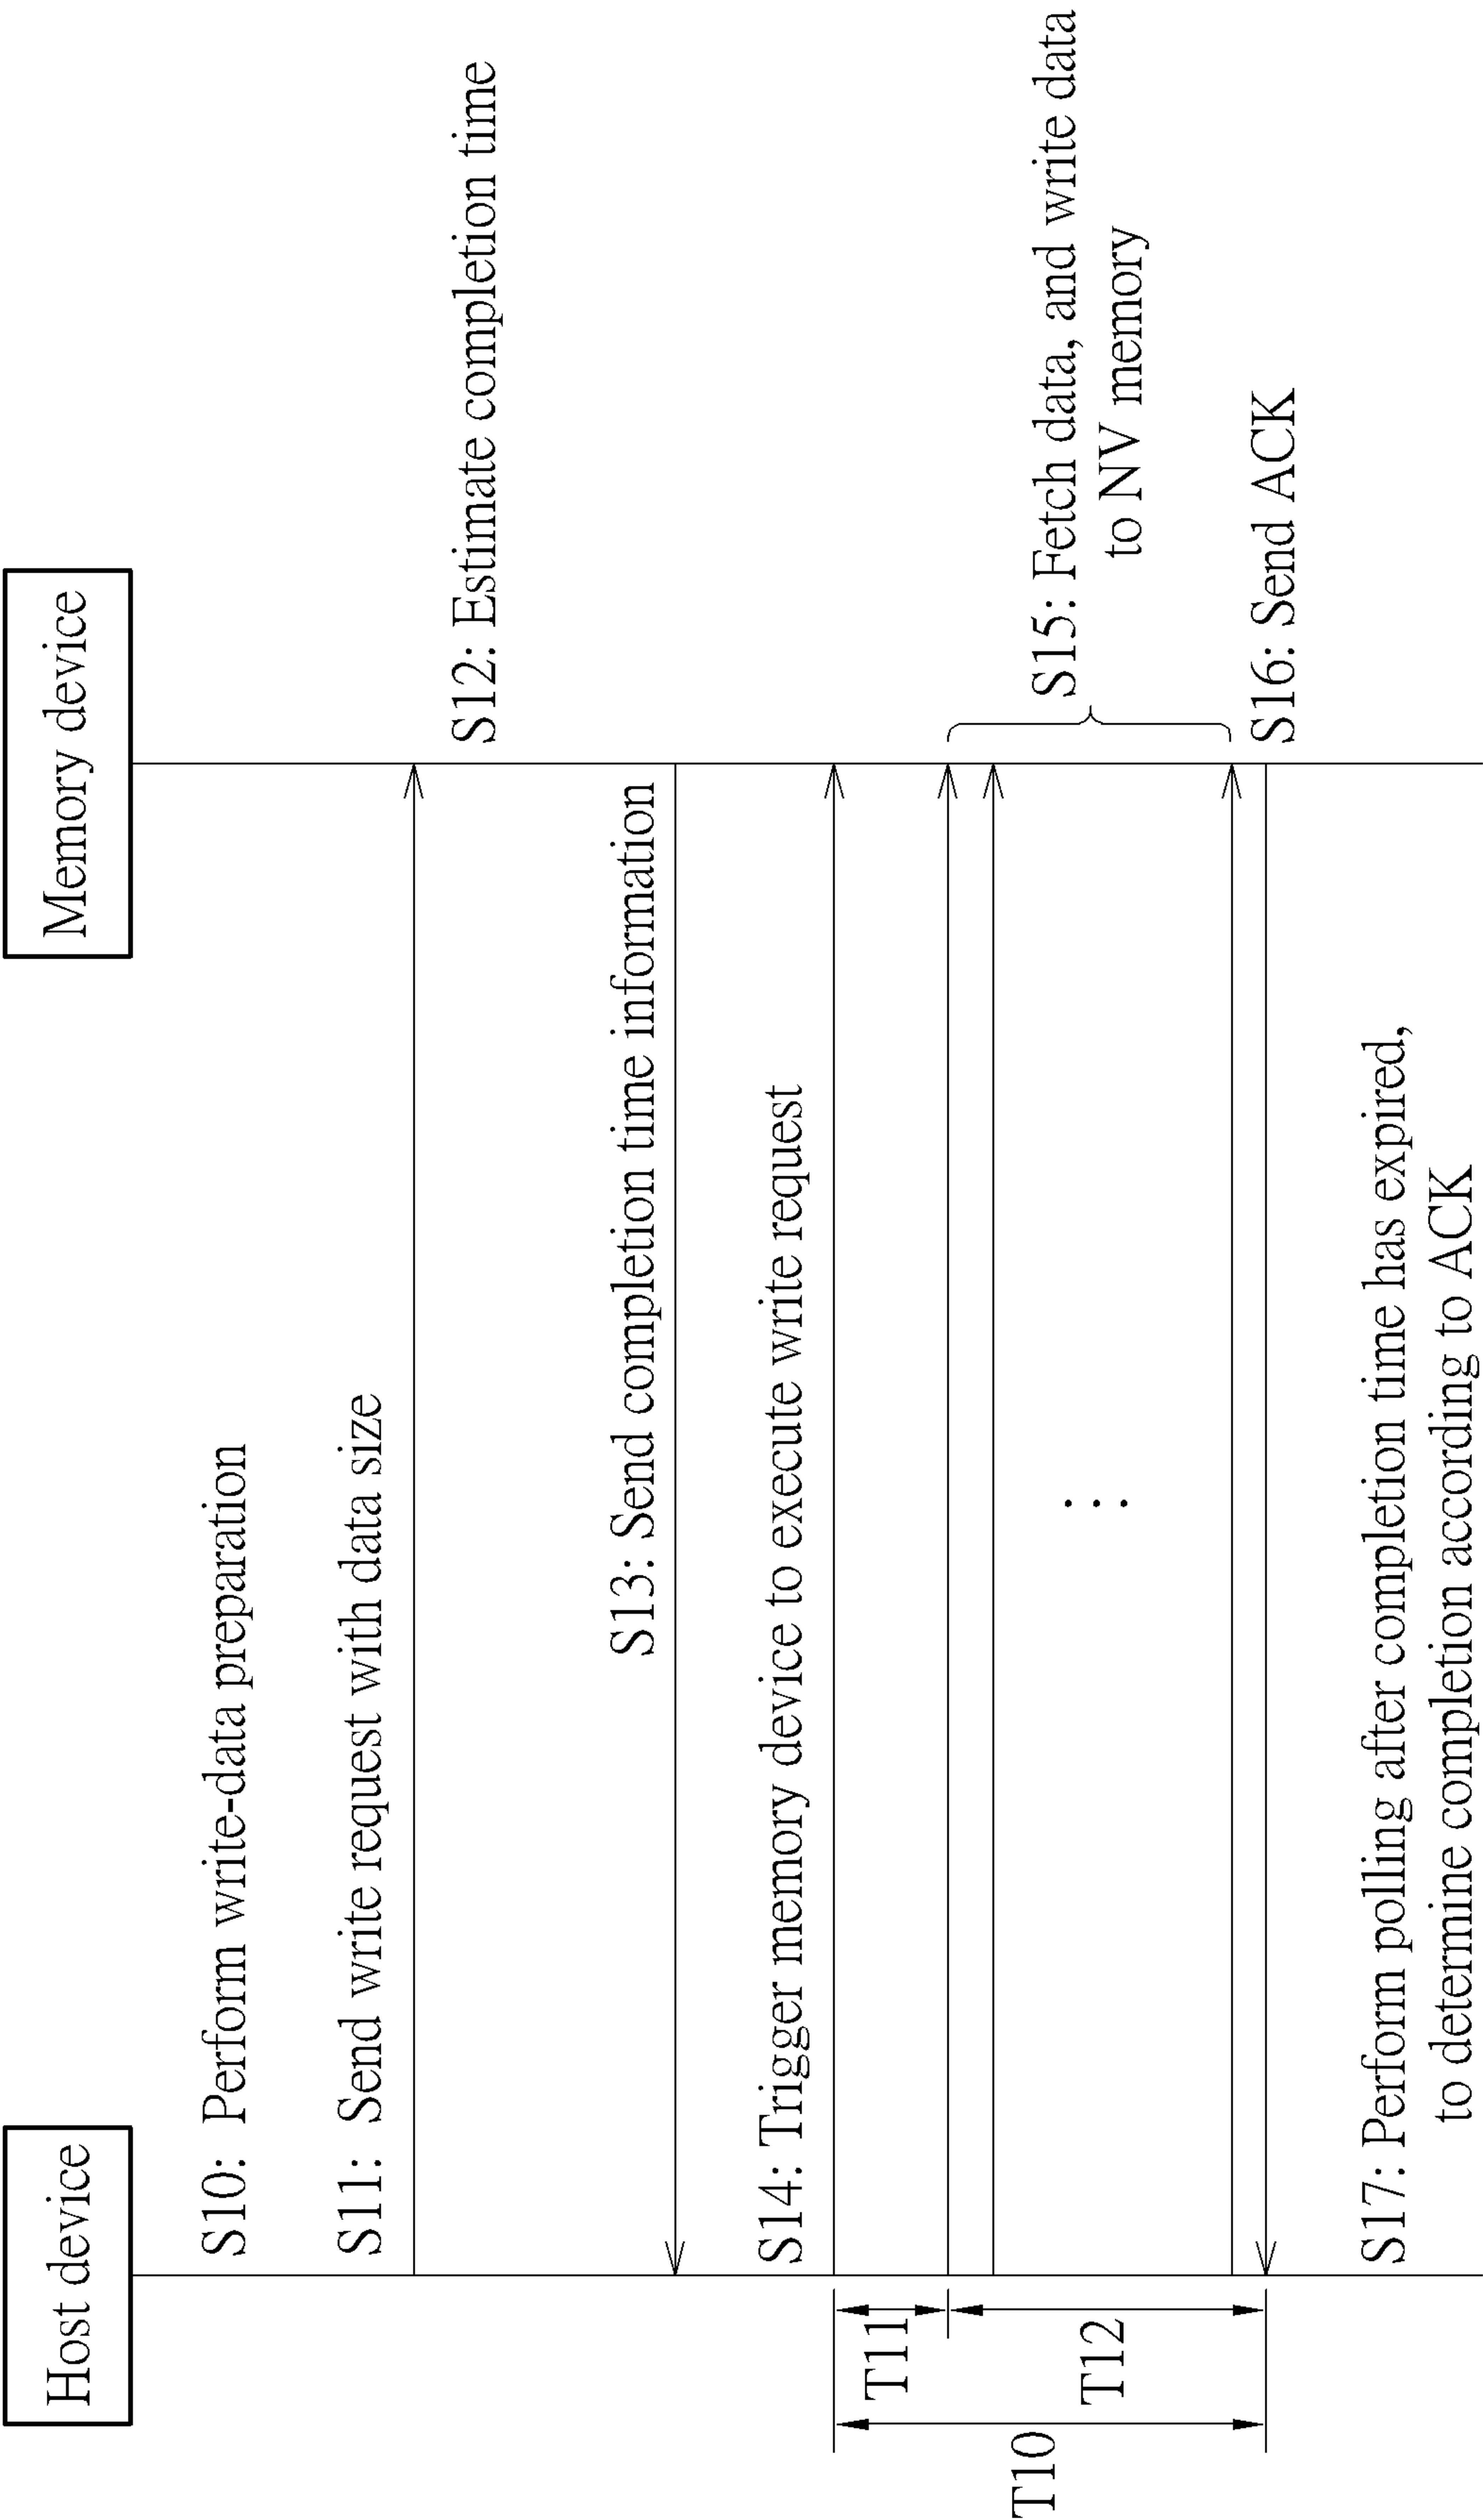 Host device
Memory device
S10: Perform write-data preparation
S11: Send write request with data size
S12: Estimate completion time
S13: Send completion time information
S14: Trigger memory device to execute write request
T11
T10
T12
S15: Fetch data, and write data
to NV memory
S16: Send ACK
S17: Perform polling after completion time has expired,
to determine completion according to ACK